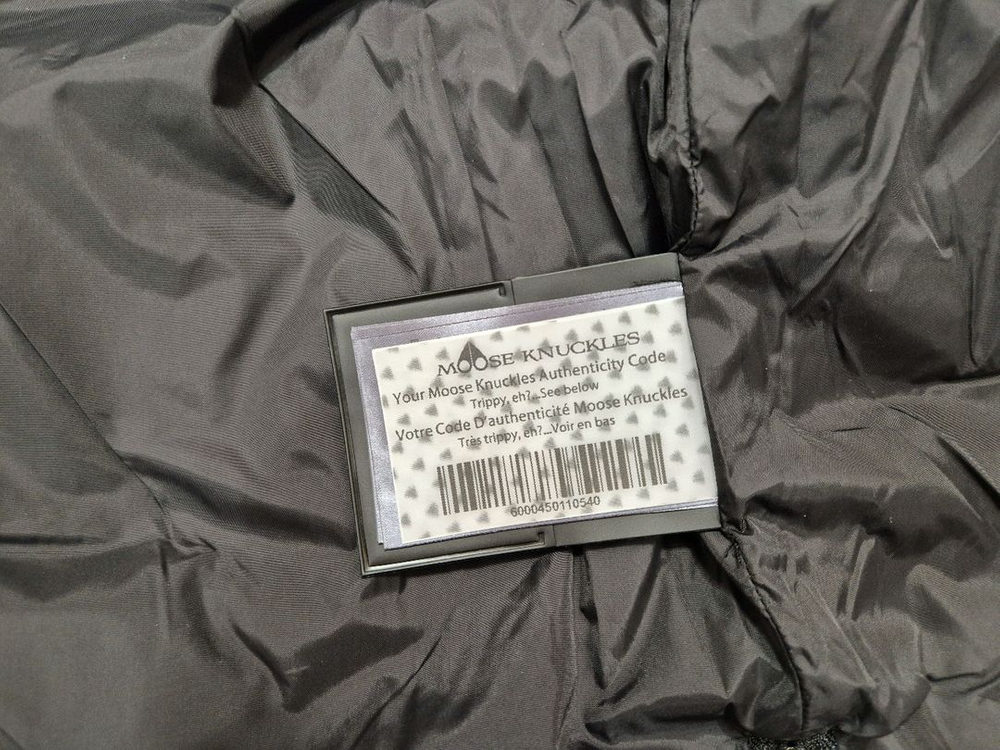 MOOSE KNUCKLES
Your Moose Knuckles Authenticity Code
Trippy, eh?...See below
Votre Code D'authenticité Moose Knuckles
Très trippy, eh?...Voir en bas
6000450110540